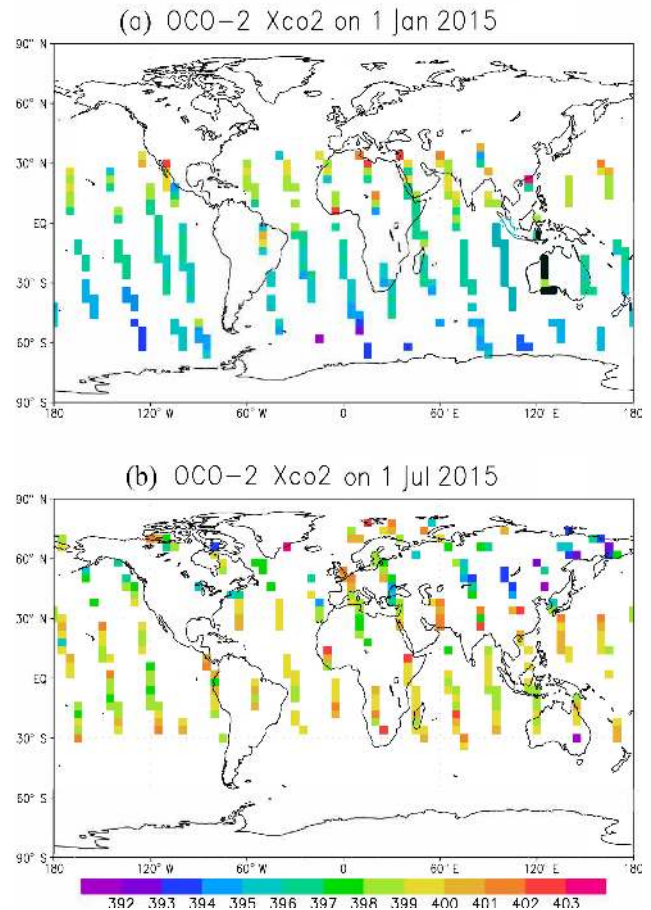 (a) OCO-2 Xco2 on 1 Jan 2015
90° N
60° N
30° N
EQ
30° S
60° S
90° S
180 120° W 60° W 0 60° E 120° E 180
(b) OCO-2 Xco2 on 1 Jul 2015
90° N
60° N
30° N
EQ
30° S
60° S
90° S
180 120° W 60° W 0 60° E 120° E 180
392 393 394 395 396 397 398 399 400 401 402 403